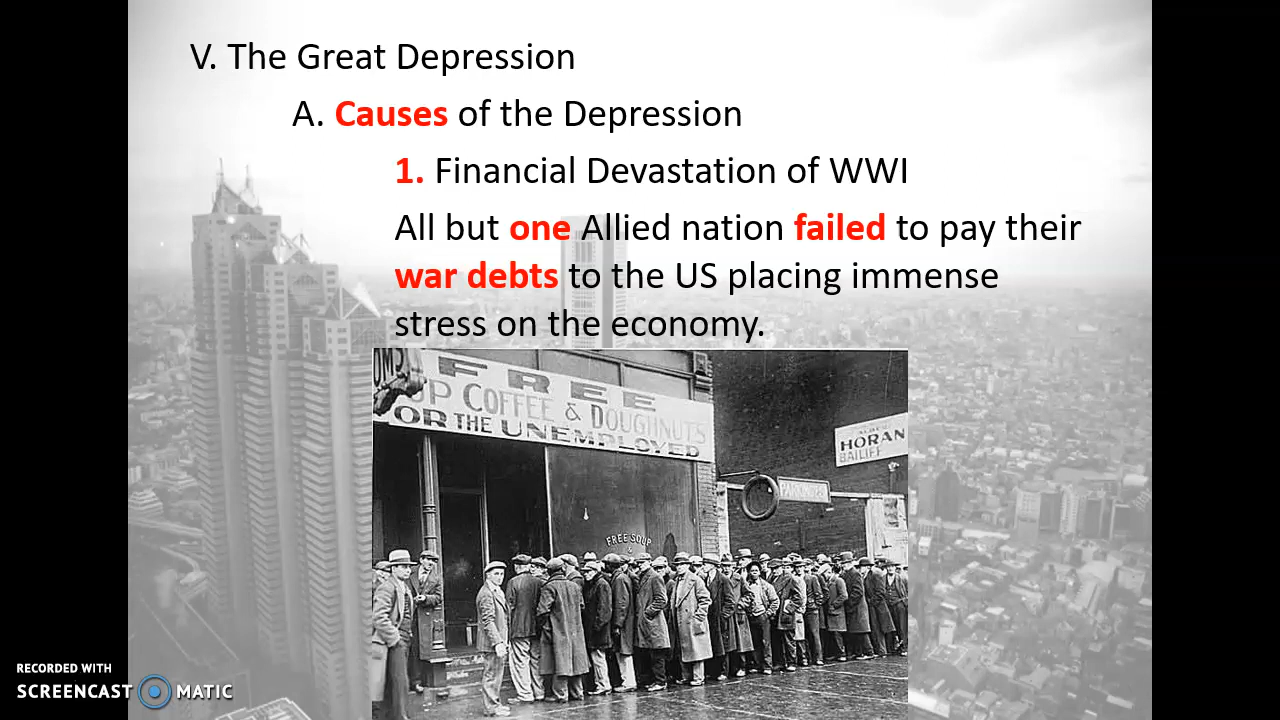 V. The Great Depression
A. Causes of the Depression
1. Financial Devastation of WWI
All but one Allied nation failed to pay their
war debts to the US placing immense
stress on the economy.
FREE
COFFEE & DOUGHNUTS
FOR THE UNEMPLOYED
HORAN
BAILIFF
FREE SOUP
RECORDED WITH
SCREENCAST MATIC